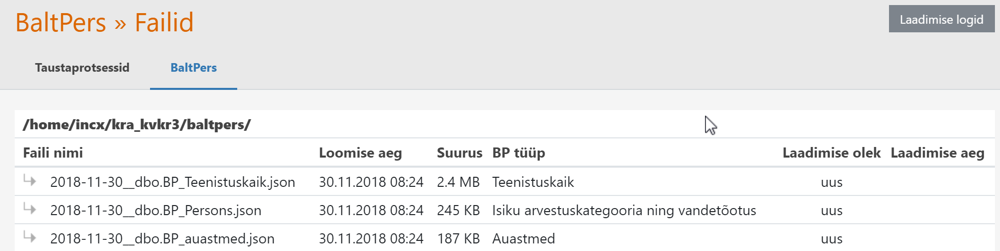 BaltPers » Failid
Laadimise logid
Taustaprotsessid BaltPers
/home/incx/kra_kvkr3/baltpers/
Faili nimi Loomise aeg Suurus BP tüüp Laadimise olek Laadimise aeg
2018-11-30__dbo.BP_Teenistuskaik.json 30.11.2018 08:24 2.4 MB Teenistuskaik uus
2018-11-30__dbo.BP_Persons.json 30.11.2018 08:24 245 KB Isiku arvestuskategooria ning vandetõotus uus
2018-11-30__dbo.BP_auastmed.json 30.11.2018 08:24 187 KB Auastmed uus